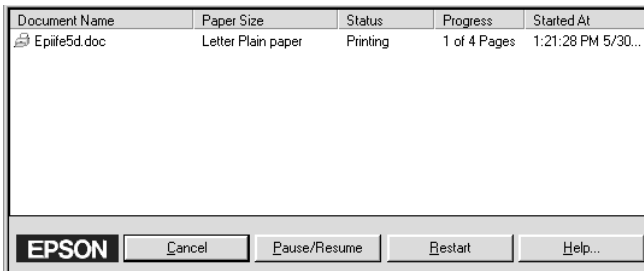 Document Name Paper Size Status Progress Started At
Epiife5d.doc Letter Plain paper Printing 1 of 4 Pages 1:21:28 PM 5/30...
EPSON Cancel Pause/Resume Restart Help...